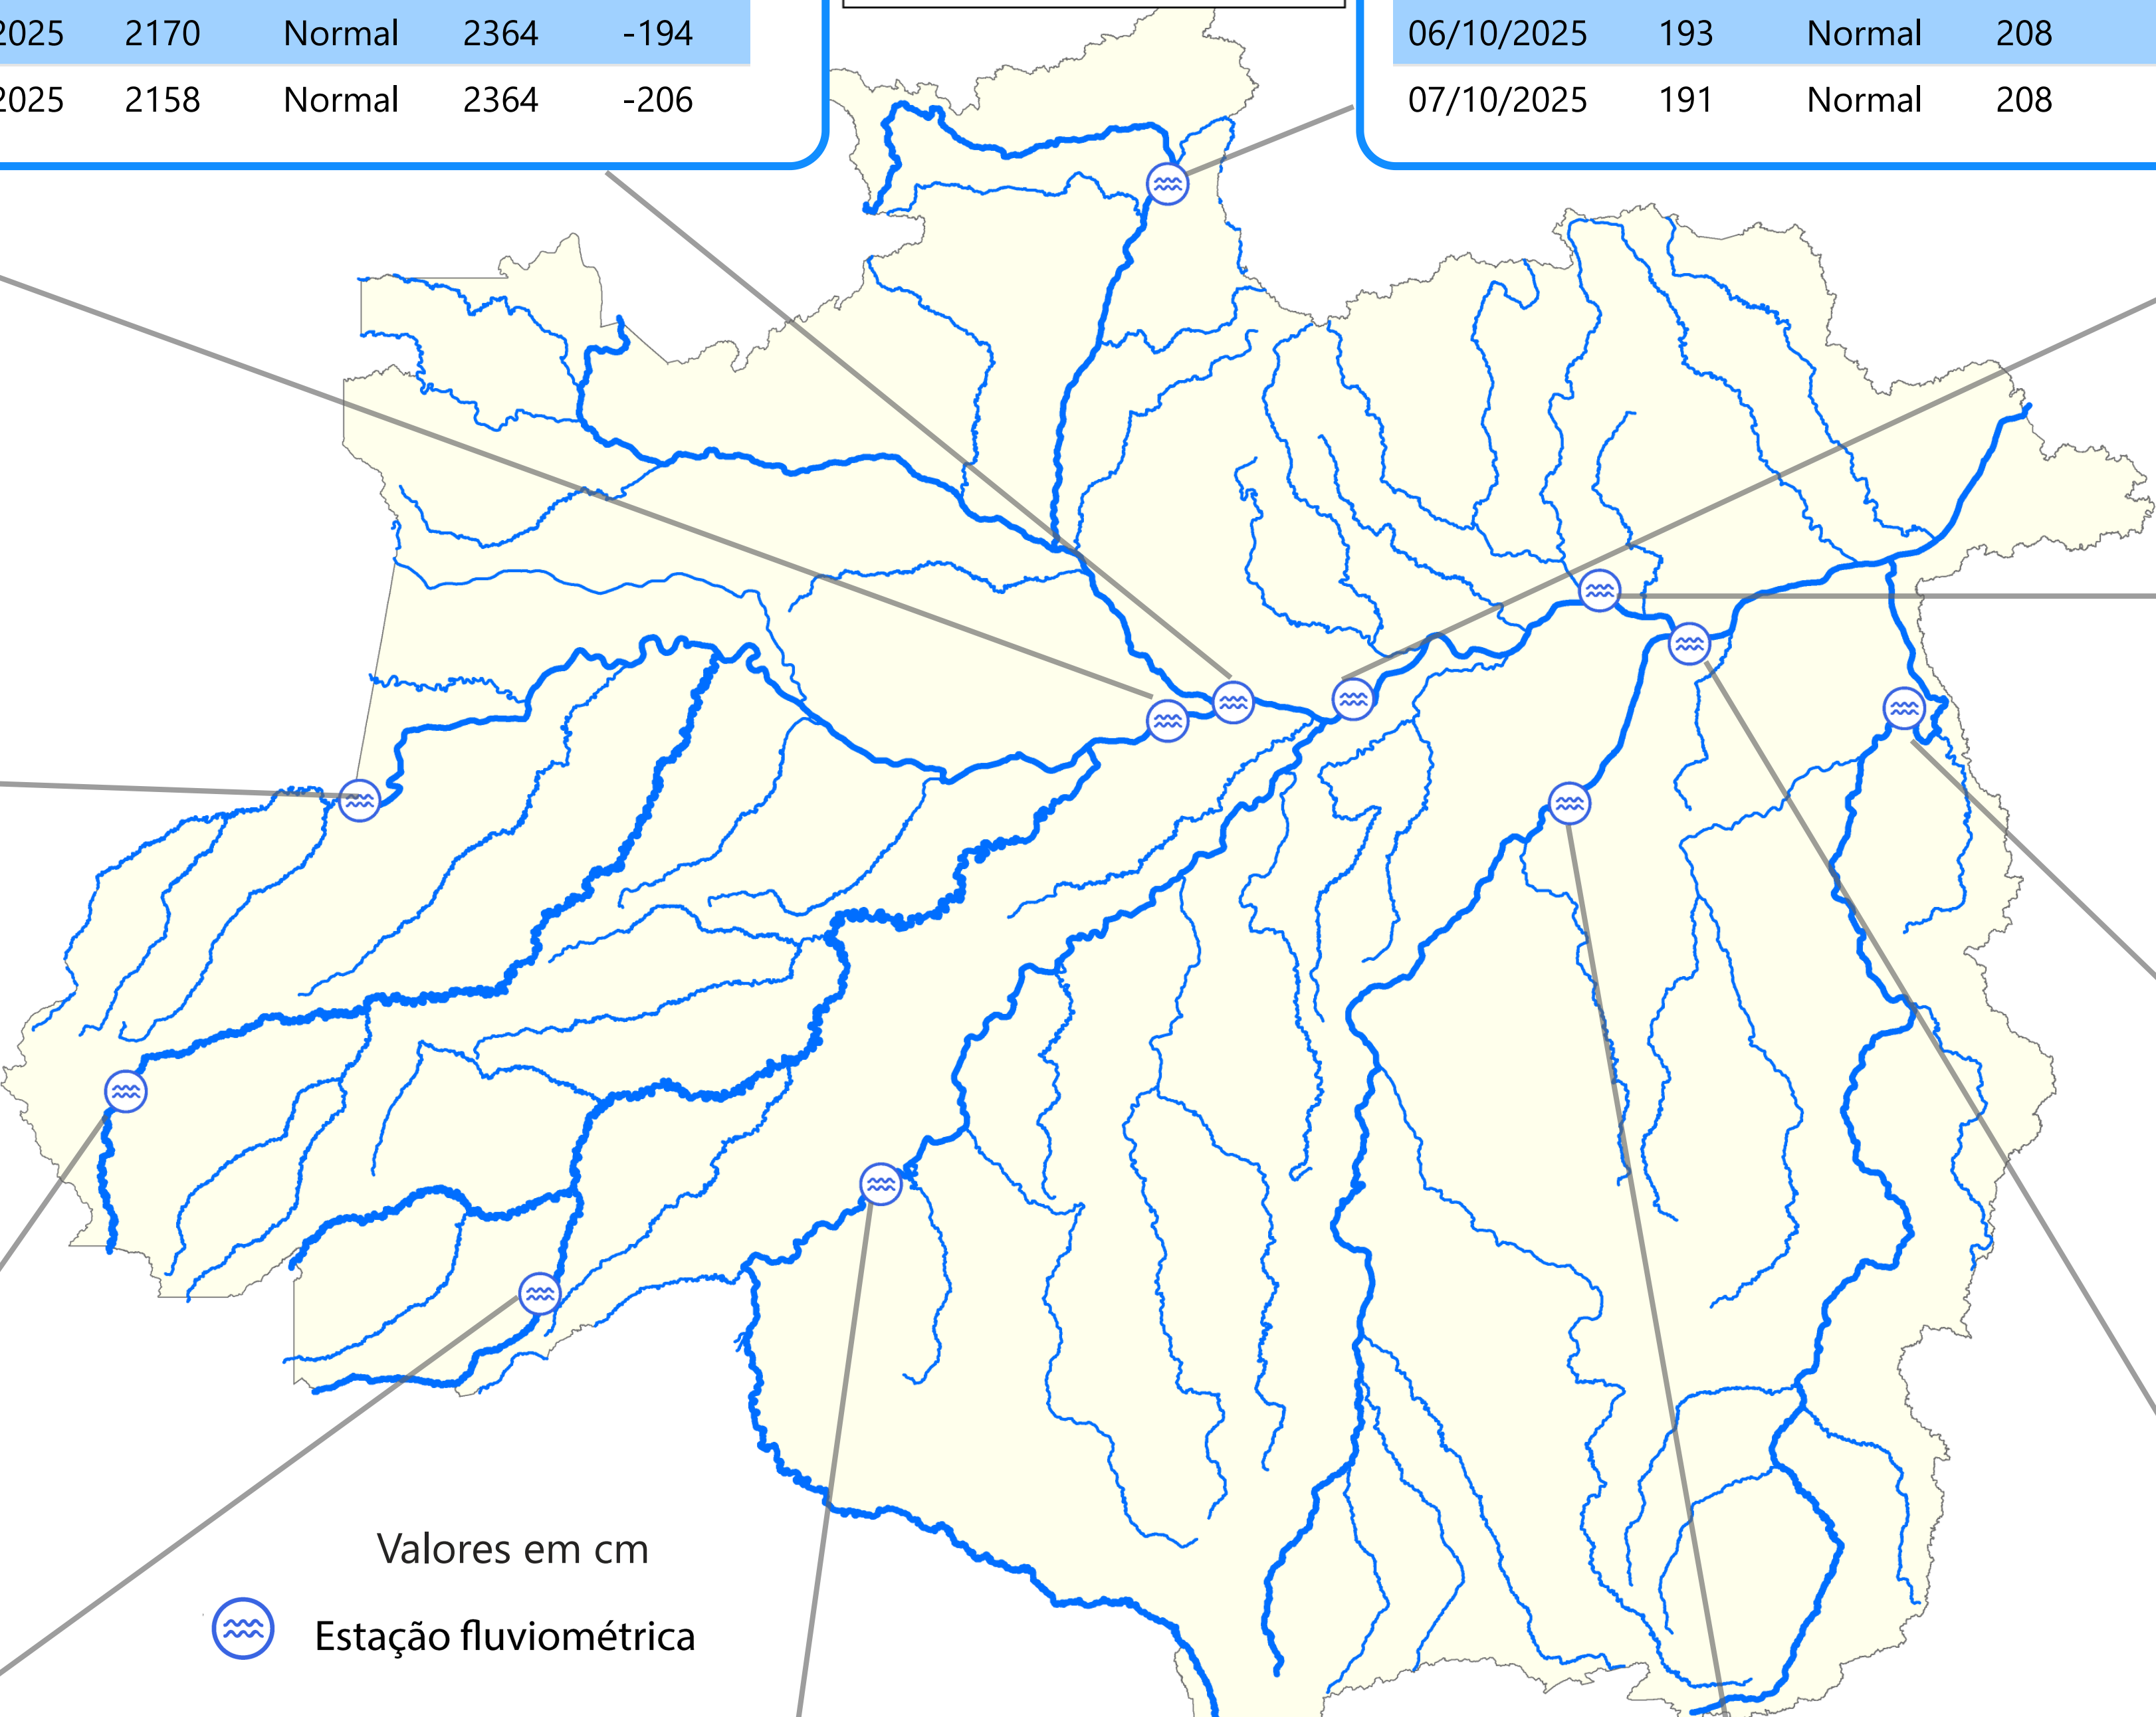 2025 2170 Normal 2364 -194
2025 2158 Normal 2364 -206
06/10/2025 193 Normal 208
07/10/2025 191 Normal 208
Valores em cm
Estação fluviométrica